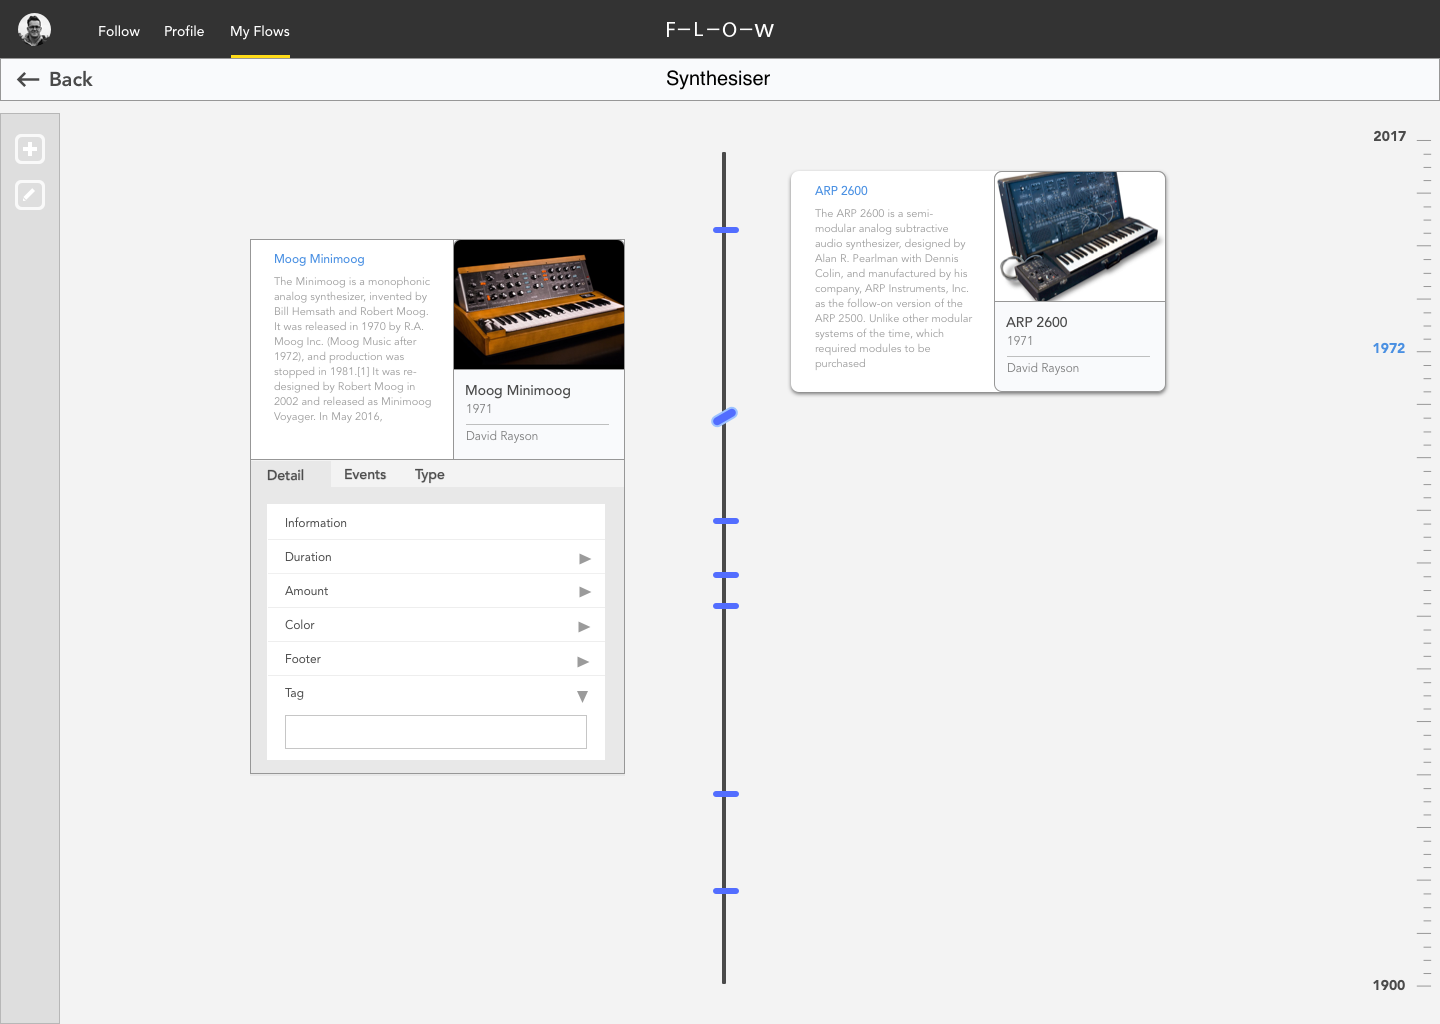 Follow Profile My Flows
F–L–O–W
Back
Synthesiser
2017
1972
1900
ARP 2600
The ARP 2600 is a semi-
modular analog subtractive
audio synthesizer, designed by
Alan R. Pearlman with Dennis
Colin, and manufactured by his
company, ARP Instruments, Inc.
as the follow-on version of the
ARP 2500. Unlike other modular
systems of the time, which
required modules to be
purchased
ARP 2600
1971
David Rayson
Moog Minimoog
The Minimoog is a monophonic
analog synthesizer, invented by
Bill Hemsath and Robert Moog.
It was released in 1970 by R.A.
Moog Inc. (Moog Music after
1972), and production was
stopped in 1981.[1] It was re-
designed by Robert Moog in
2002 and released as Minimoog
Voyager. In May 2016,
Moog Minimoog
1971
David Rayson
Detail Events Type
Information
Duration
Amount
Color
Footer
Tag